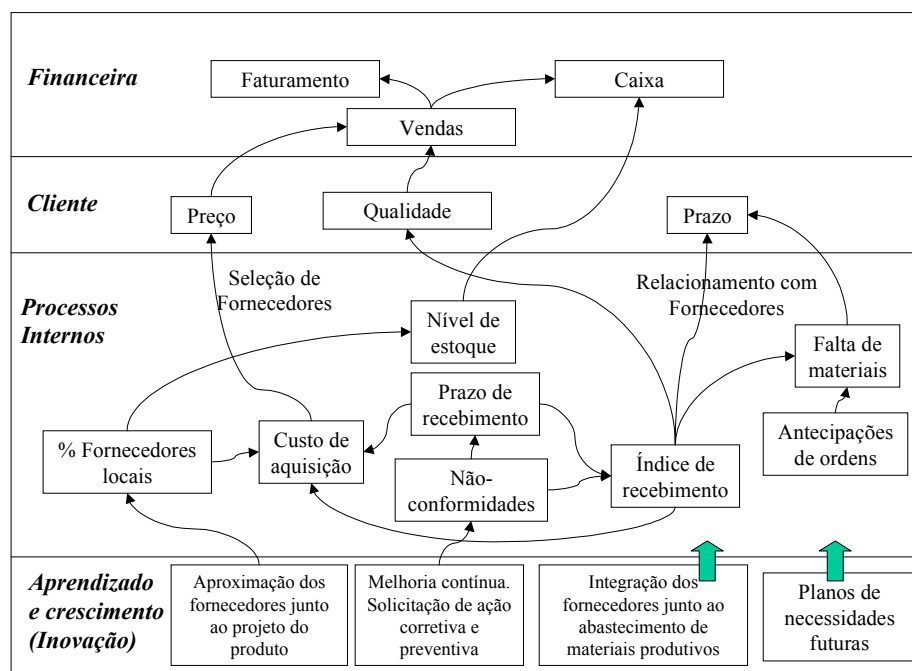 Financeira
Faturamento
Caixa
Vendas
Cliente
Preço
Qualidade
Prazo
Seleção de
Fornecedores
Relacionamento com
Fornecedores
Processos
Internos
Nível de
estoque
Falta de
materiais
Prazo de
recebimento
% Fornecedores
locais
Custo de
aquisição
Não-
conformidades
Índice de
recebimento
Antecipações
de ordens
Aprendizado
e crescimento
(Inovação)
Aproximação dos
fornecedores junto
ao projeto do
produto
Melhoria contínua.
Solicitação de ação
corretiva e
preventiva
Integração dos
fornecedores junto ao
abastecimento de
materiais produtivos
Planos de
necessidades
futuras